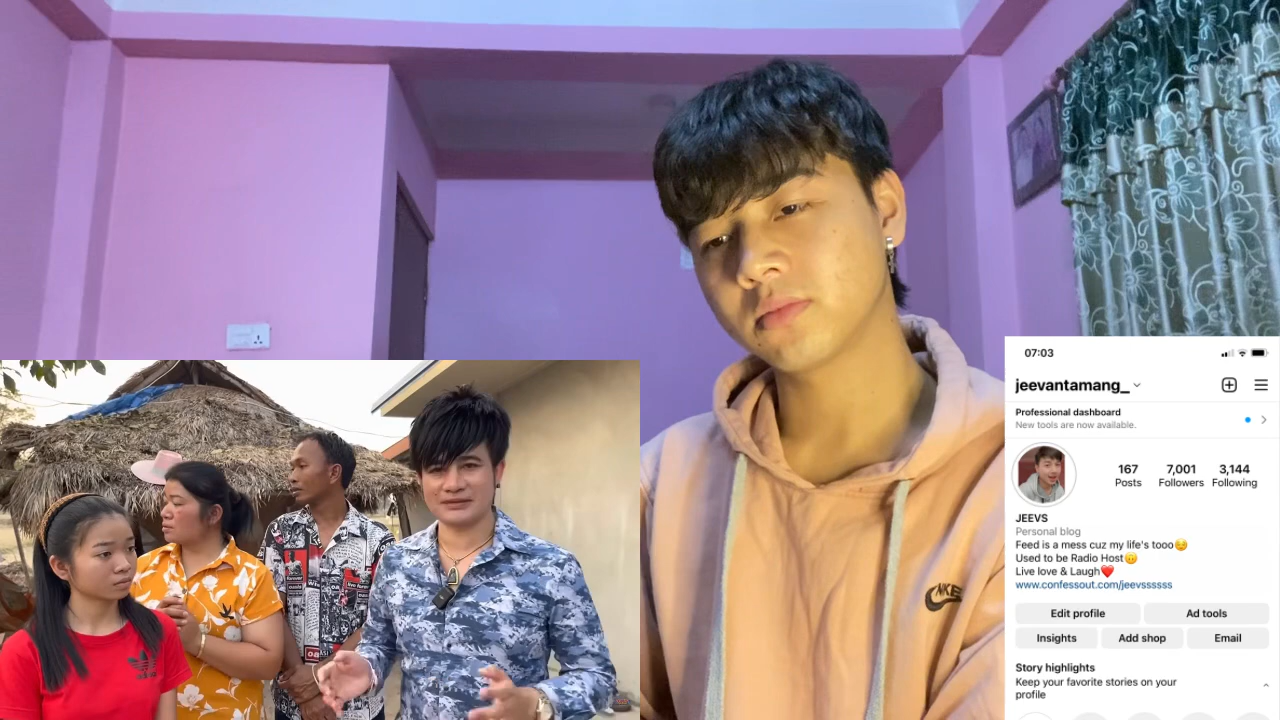 07:03
jeevantamang_
Professional dashboard
New tools are now available.
167 7,001 3,144
Posts Followers Following
JEEVS
Personal blog
Feed is a mess cuz my life's tooo😔
Used to be Radio Host🙃
Live love & Laugh❤️
www.confessout.com/jeevssssss
Edit profile Ad tools
Insights Add shop Email
Story highlights
Keep your favorite stories on your
profile
NIKE